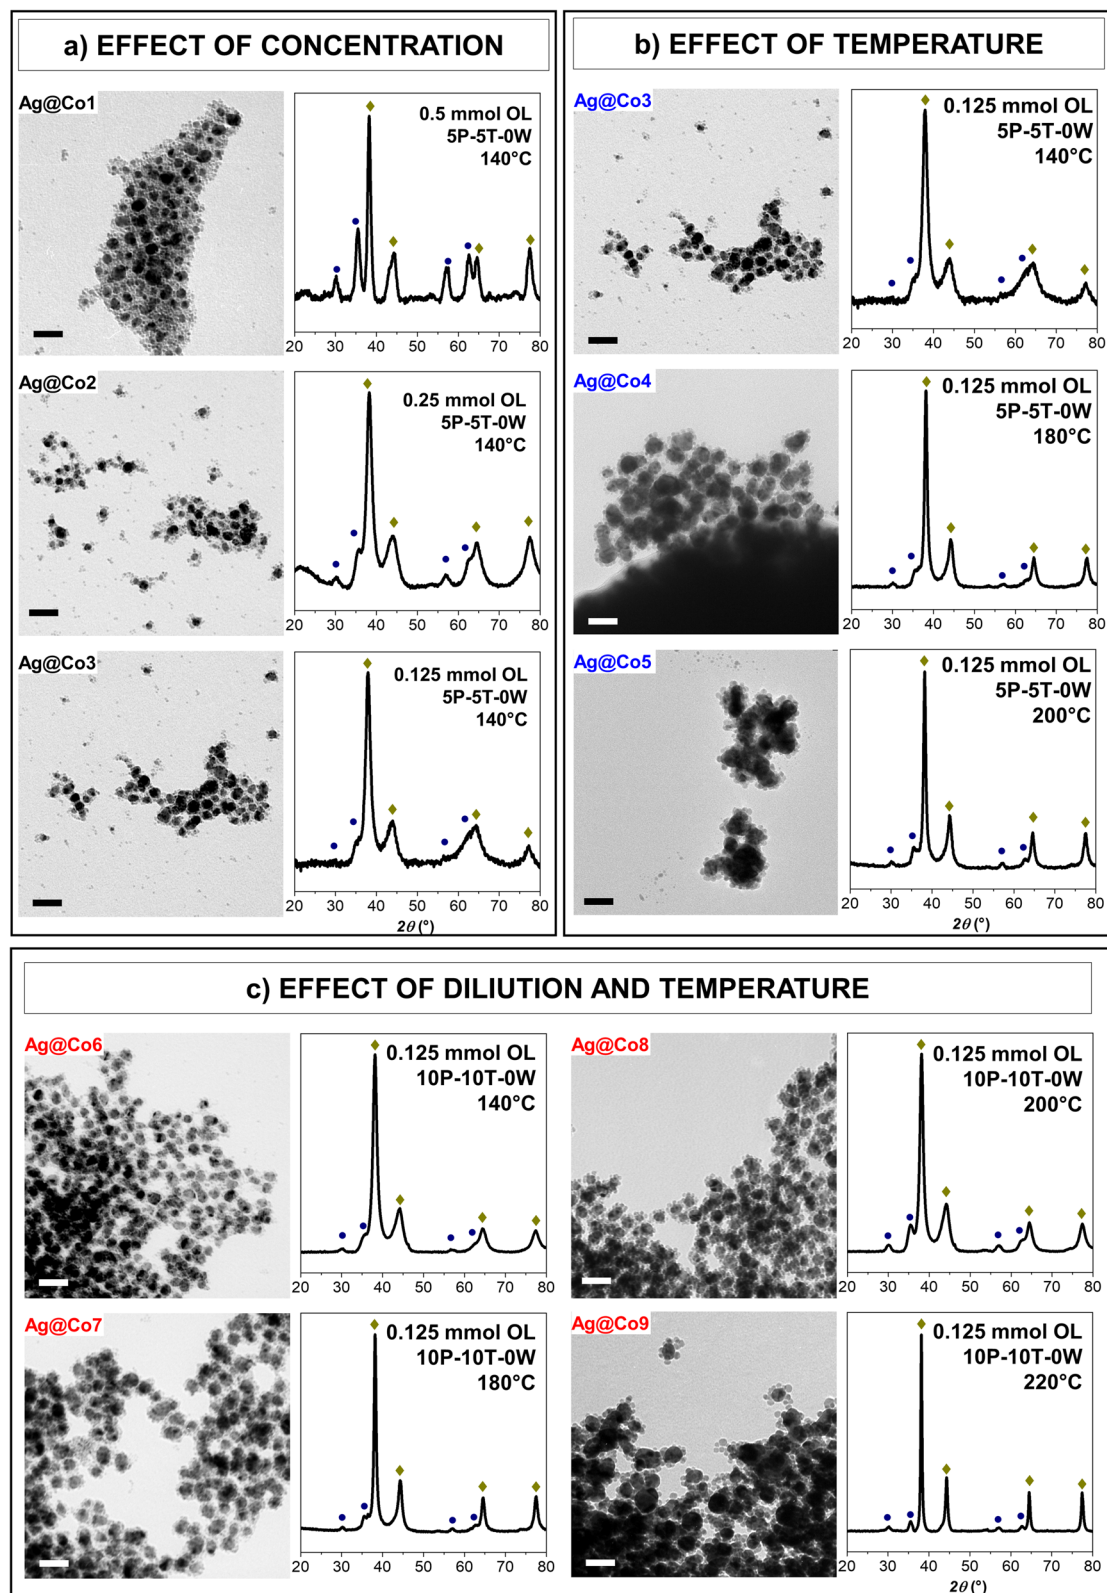 a) EFFECT OF CONCENTRATION
Ag@Co1
0.5 mmol OL
5P-5T-0W
140°C
20 30 40 50 60 70 80
Ag@Co2
0.25 mmol OL
5P-5T-0W
140°C
20 30 40 50 60 70 80
Ag@Co3
0.125 mmol OL
5P-5T-0W
140°C
20 30 40 50 60 70 80
2θ (°)
b) EFFECT OF TEMPERATURE
Ag@Co3
0.125 mmol OL
5P-5T-0W
140°C
20 30 40 50 60 70 80
Ag@Co4
0.125 mmol OL
5P-5T-0W
180°C
20 30 40 50 60 70 80
Ag@Co5
0.125 mmol OL
5P-5T-0W
200°C
20 30 40 50 60 70 80
2θ (°)
c) EFFECT OF DILIUTION AND TEMPERATURE
Ag@Co6
0.125 mmol OL
10P-10T-0W
140°C
20 30 40 50 60 70 80
Ag@Co7
0.125 mmol OL
10P-10T-0W
180°C
20 30 40 50 60 70 80
Ag@Co8
0.125 mmol OL
10P-10T-0W
200°C
20 30 40 50 60 70 80
Ag@Co9
0.125 mmol OL
10P-10T-0W
220°C
20 30 40 50 60 70 80
2θ (°)